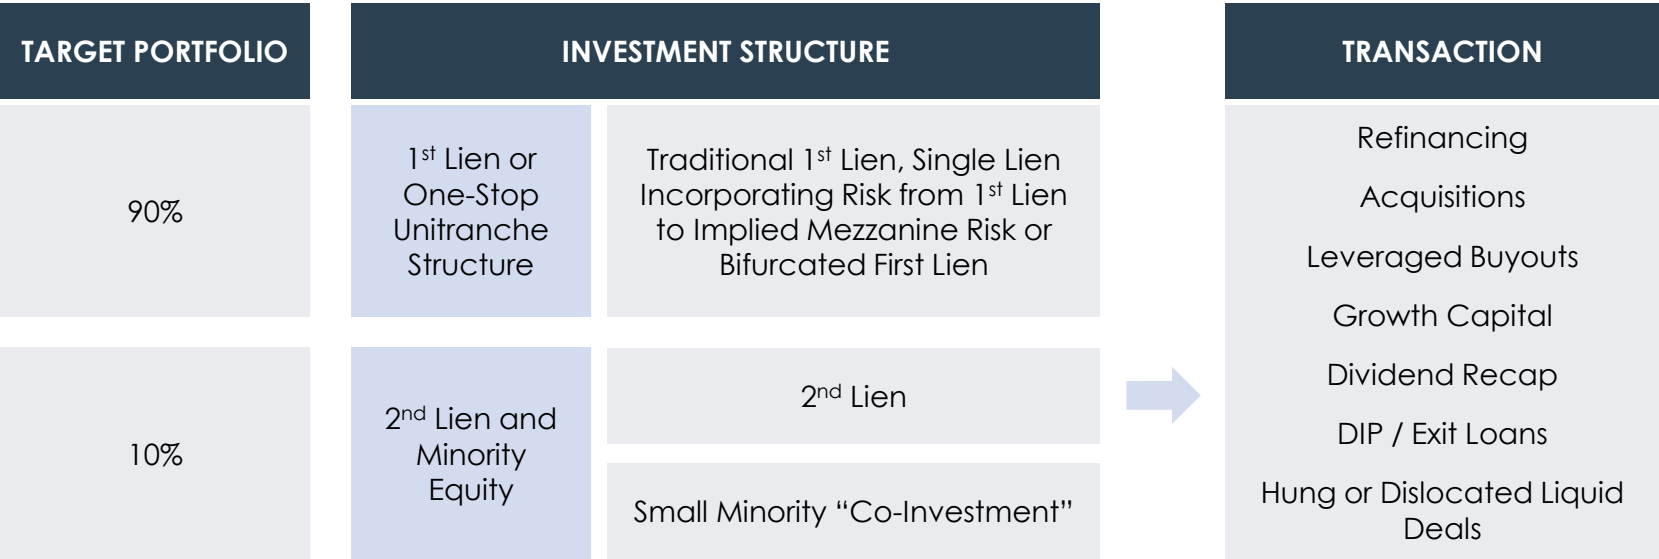 TARGET PORTFOLIO
INVESTMENT STRUCTURE
TRANSACTION
90%
1st Lien or
One-Stop
Unitranche
Structure
Traditional 1st Lien, Single Lien
Incorporating Risk from 1st Lien
to Implied Mezzanine Risk or
Bifurcated First Lien
10%
2nd Lien and
Minority
Equity
2nd Lien
Small Minority “Co-Investment”
Refinancing
Acquisitions
Leveraged Buyouts
Growth Capital
Dividend Recap
DIP / Exit Loans
Hung or Dislocated Liquid
Deals